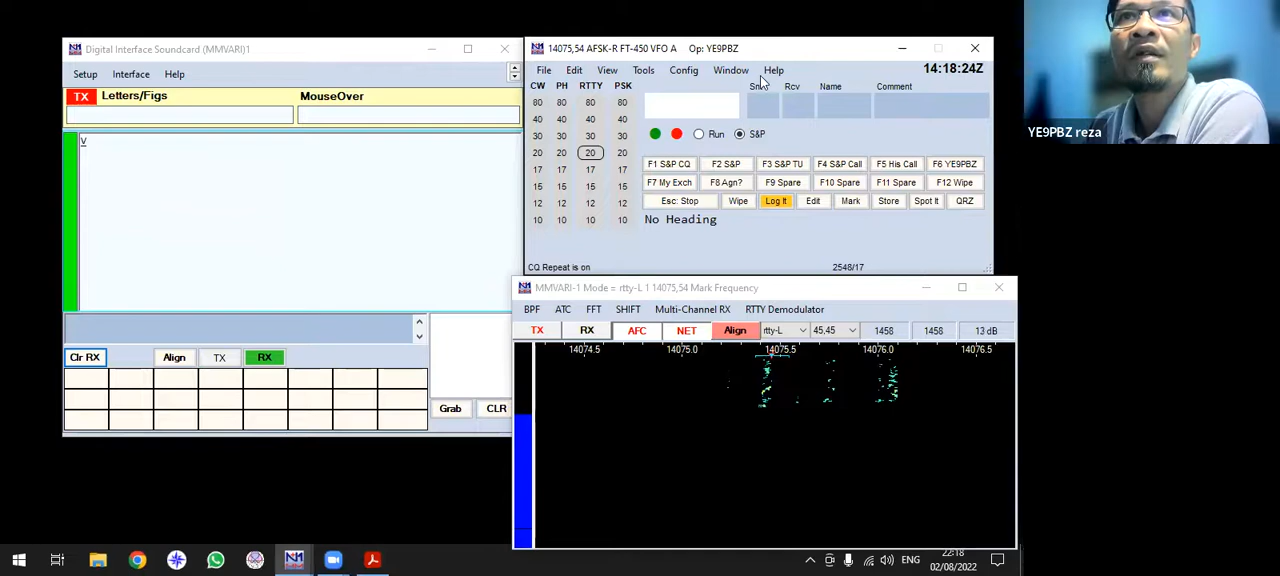 Digital Interface Soundcard (MMVARI)1
Setup Interface Help
TX Letters/Figs MouseOver
V
Clr RX Align TX RX
Grab CLR
14075,54 AFSK-R FT-450 VFO A Op: YE9PBZ
File Edit View Tools Config Window Help 14:18:24Z
CW PH RTTY PSK Snt Rcv Name Comment
80 80 80 80
40 40 40 40
30 30 30 30
Run S&P
20 20 20 20
F1 S&P CQ F2 S&P F3 S&P TU F4 S&P Call F5 His Call F6 YE9PBZ
17 17 17 17
F7 My Exch F8 Agn? F9 Spare F10 Spare F11 Spare F12 Wipe
15 15 15 15
Esc: Stop Wipe Log It Edit Mark Store Spot It QRZ
12 12 12 12
10 10 10 10
No Heading
CQ Repeat is on 2548/17
MMVARI-1 Mode = rtty-L 1 14075,54 Mark Frequency
BPF ATC FFT SHIFT Multi-Channel RX RTTY Demodulator
TX RX AFC NET Align rtty-L 45,45 1458 1458 13 dB
14074.5 14075.0 14075.5 14076.0 14076.5
YE9PBZ reza
ENG
22:18
02/08/2022